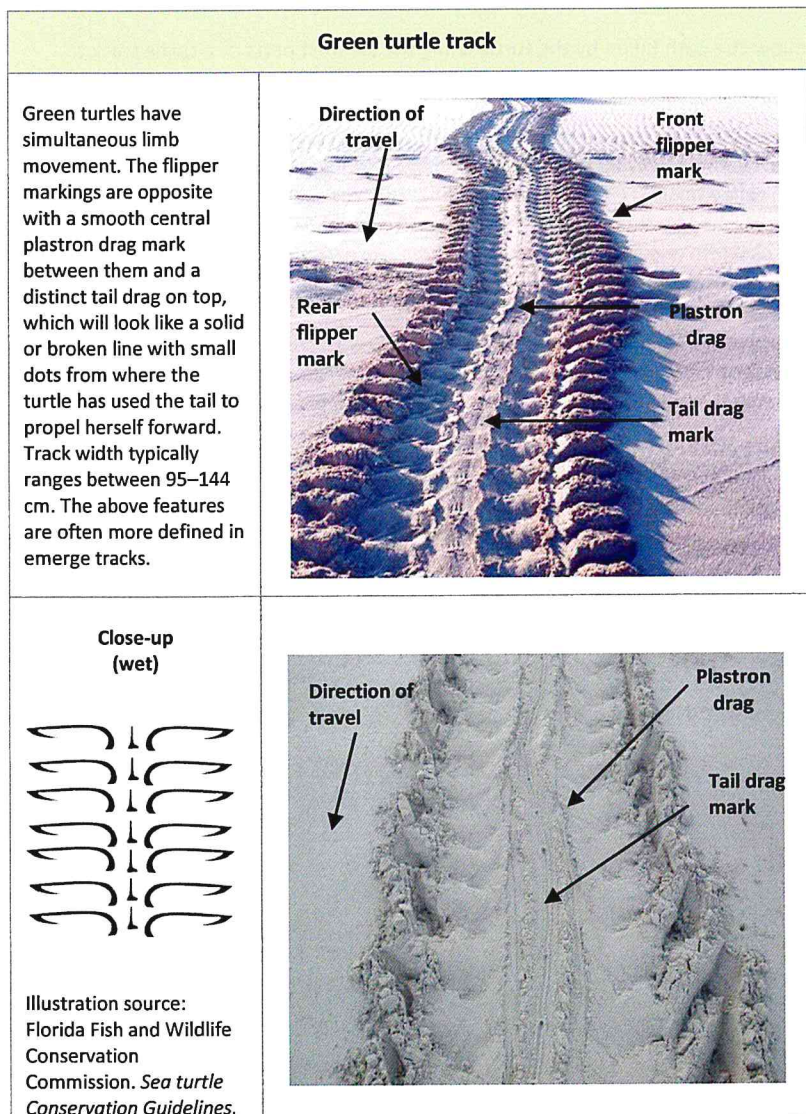 Green turtle track
Green turtles have
simultaneous limb
movement. The flipper
markings are opposite
with a smooth central
plastron drag mark
between them and a
distinct tail drag on top,
which will look like a solid
or broken line with small
dots from where the
turtle has used the tail to
propel herself forward.
Track width typically
ranges between 95–144
cm. The above features
are often more defined in
emerge tracks.
Direction of
travel
Front
flipper
mark
Rear
flipper
mark
Plastron
drag
Tail drag
mark
Close-up
(wet)
Illustration source:
Florida Fish and Wildlife
Conservation
Commission. Sea turtle
Conservation Guidelines.
Direction of
travel
Plastron
drag
Tail drag
mark